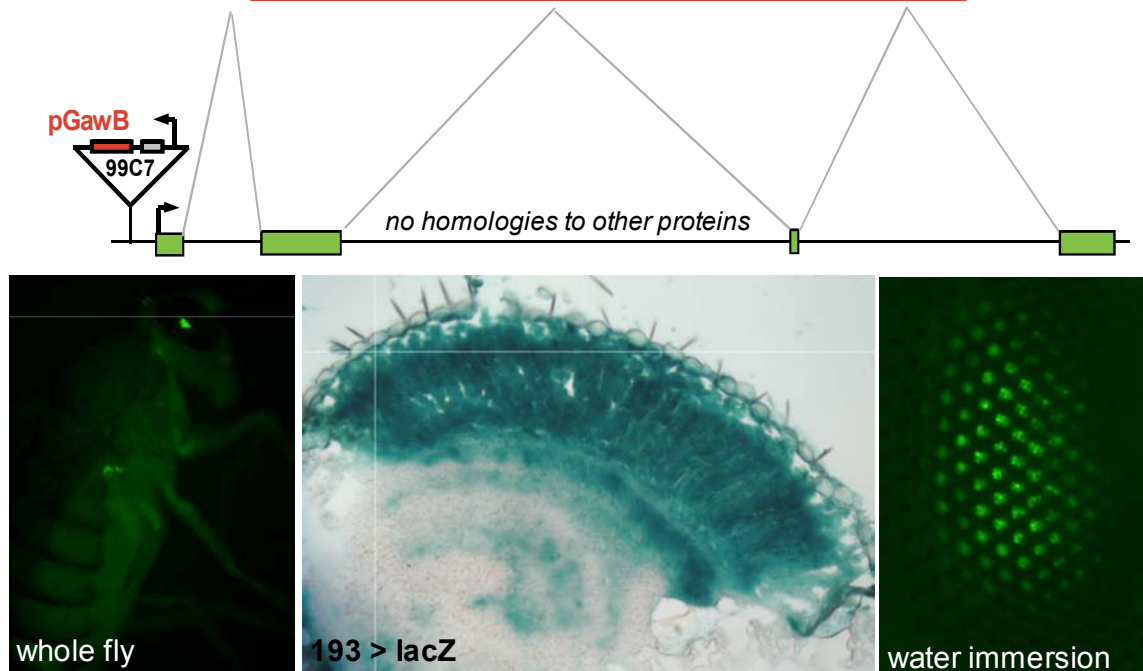 pGawB
99C7
no homologies to other proteins
whole fly
193 > lacZ
water immersion